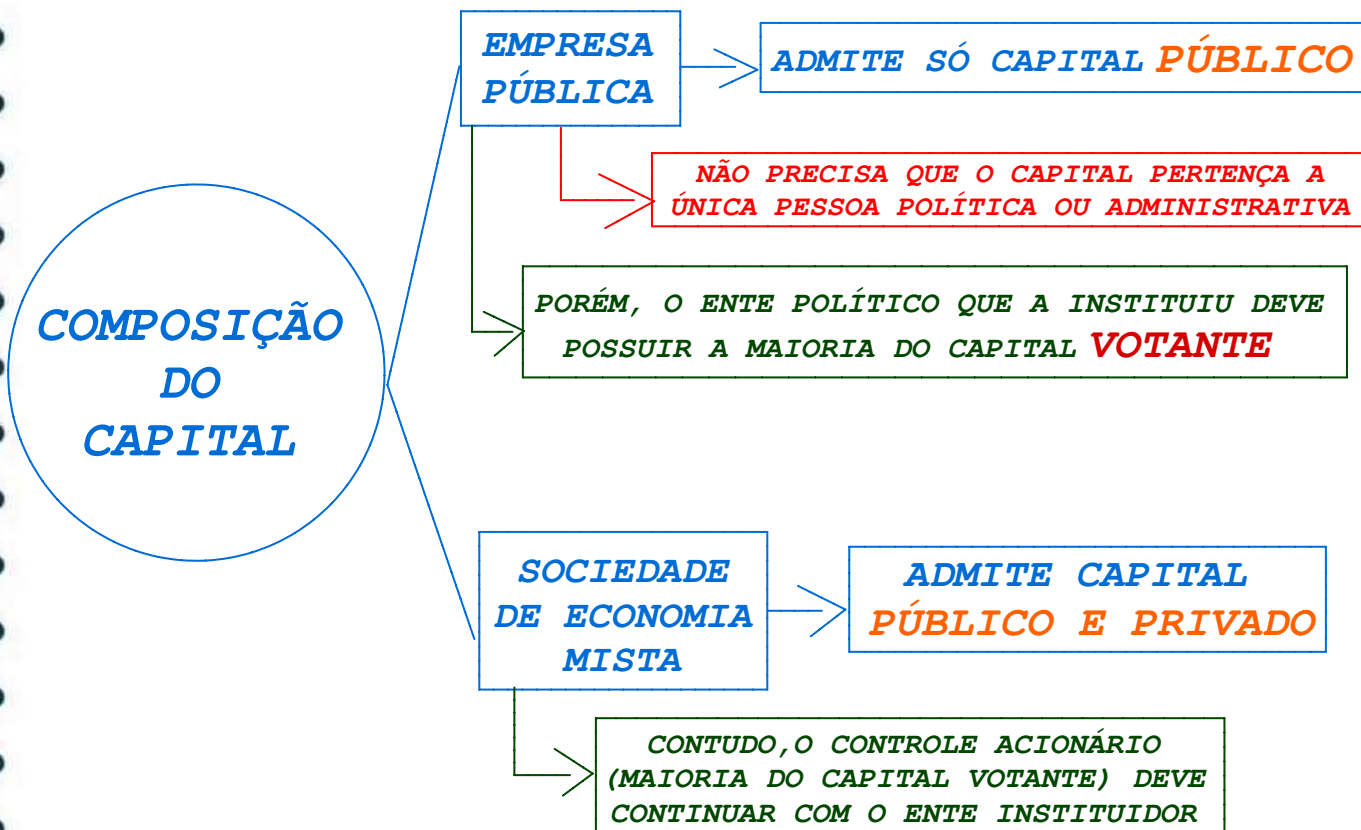 COMPOSIÇÃO
DO
CAPITAL
EMPRESA
PÚBLICA
ADMITE SÓ CAPITAL PÚBLICO
NÃO PRECISA QUE O CAPITAL PERTENÇA A
ÚNICA PESSOA POLÍTICA OU ADMINISTRATIVA
PORÉM, O ENTE POLÍTICO QUE A INSTITUIU DEVE
POSSUIR A MAIORIA DO CAPITAL VOTANTE
SOCIEDADE
DE ECONOMIA
MISTA
ADMITE CAPITAL
PÚBLICO E PRIVADO
CONTUDO,O CONTROLE ACIONÁRIO
(MAIORIA DO CAPITAL VOTANTE) DEVE
CONTINUAR COM O ENTE INSTITUIDOR